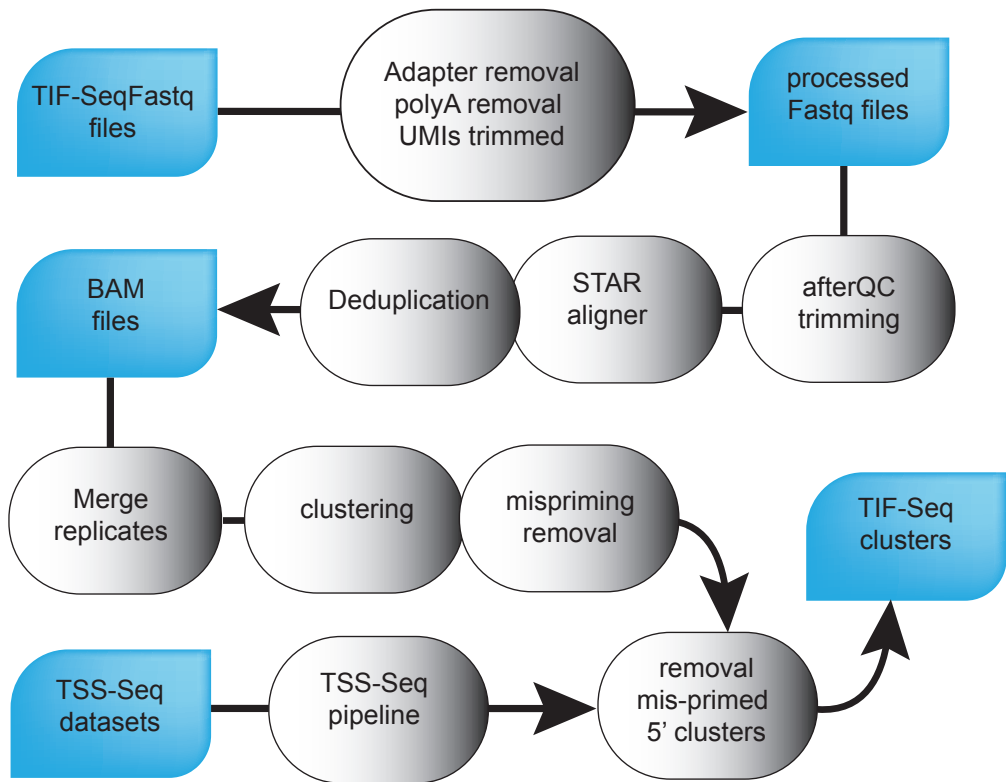 TIF-SeqFastq
files
Adapter removal
polyA removal
UMIs trimmed
processed
Fastq files
BAM
files
Deduplication
STAR
aligner
afterQC
trimming
Merge
replicates
clustering
mispriming
removal
TIF-Seq
clusters
TSS-Seq
datasets
TSS-Seq
pipeline
removal
mis-primed
5’ clusters